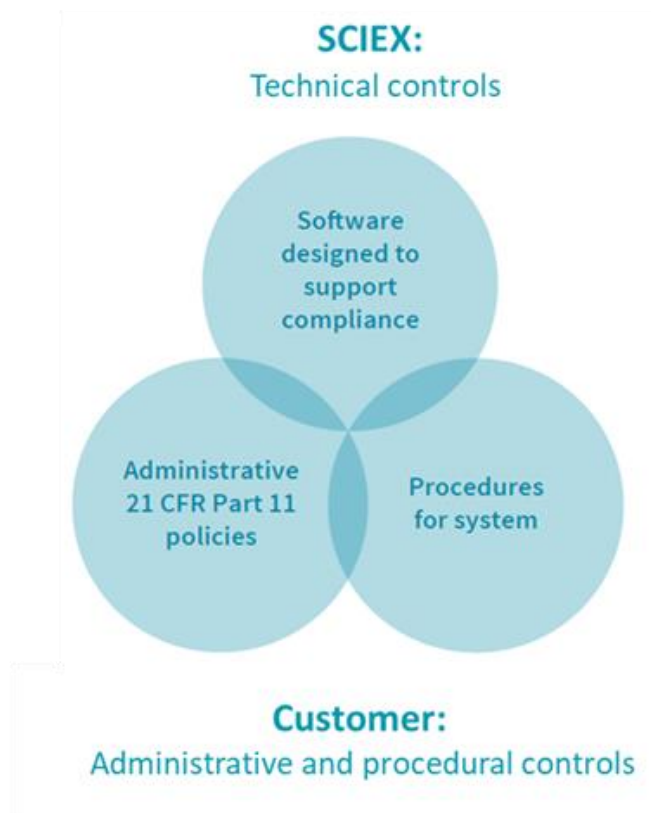 SCIEX:
Technical controls
Software
designed to
support
compliance
Administrative
21 CFR Part 11
policies
Procedures
for system
Customer:
Administrative and procedural controls